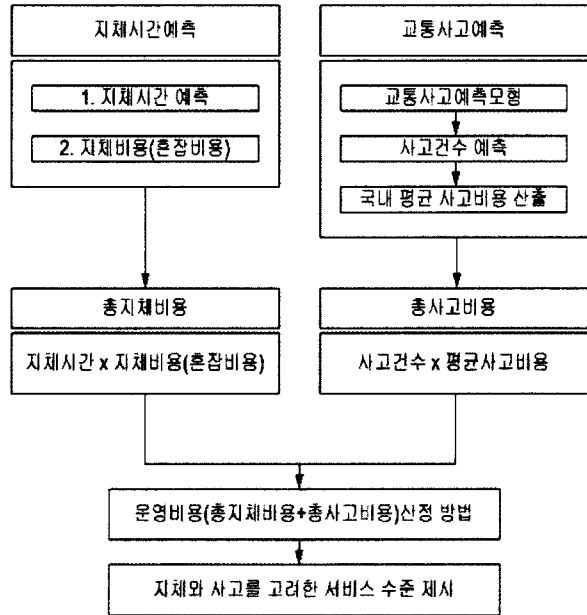 지체시간예측
1. 지체시간 예측
2. 지체비용(혼잡비용)
교통사고예측
교통사고예측모형
사고건수 예측
국내 평균 사고비용 산출
총지체비용
지체시간 x 지체비용(혼잡비용)
총사고비용
사고건수 x 평균사고비용
운영비용(총지체비용+총사고비용)산정 방법
지체와 사고를 고려한 서비스 수준 제시